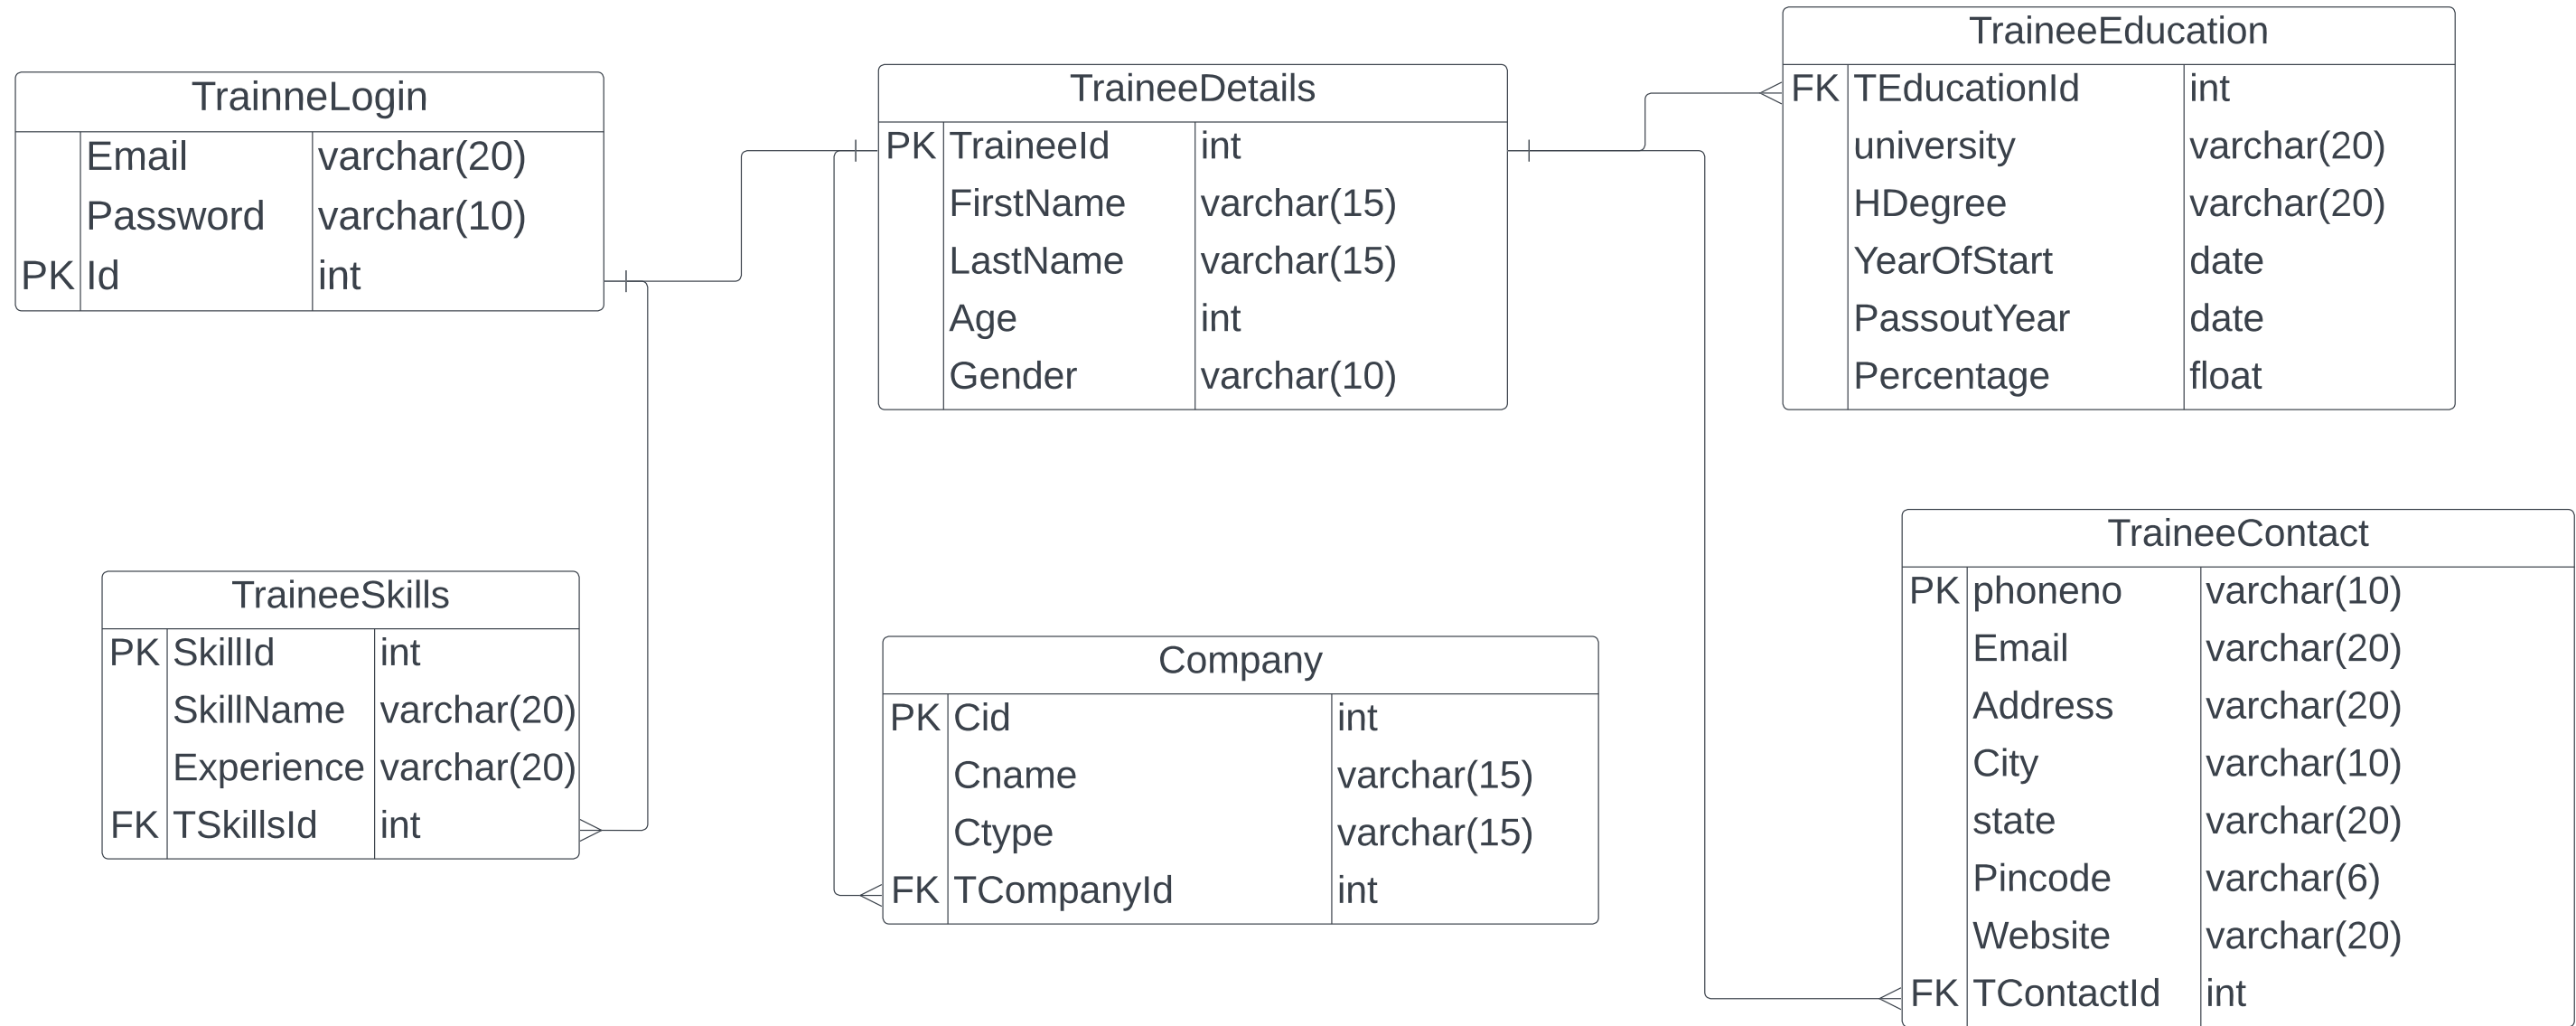 TrainneLogin
Email varchar(20)
Password varchar(10)
PK Id int
TraineeDetails
PK TraineeId int
FirstName varchar(15)
LastName varchar(15)
Age int
Gender varchar(10)
TraineeEducation
FK TEducationId int
university varchar(20)
HDegree varchar(20)
YearOfStart date
PassoutYear date
Percentage float
TraineeSkills
PK SkillId int
SkillName varchar(20)
Experience varchar(20)
FK TSkillsId int
Company
PK Cid int
Cname varchar(15)
Ctype varchar(15)
FK TCompanyId int
TraineeContact
PK phoneno varchar(10)
Email varchar(20)
Address varchar(20)
City varchar(10)
state varchar(20)
Pincode varchar(6)
Website varchar(20)
FK TContactId int